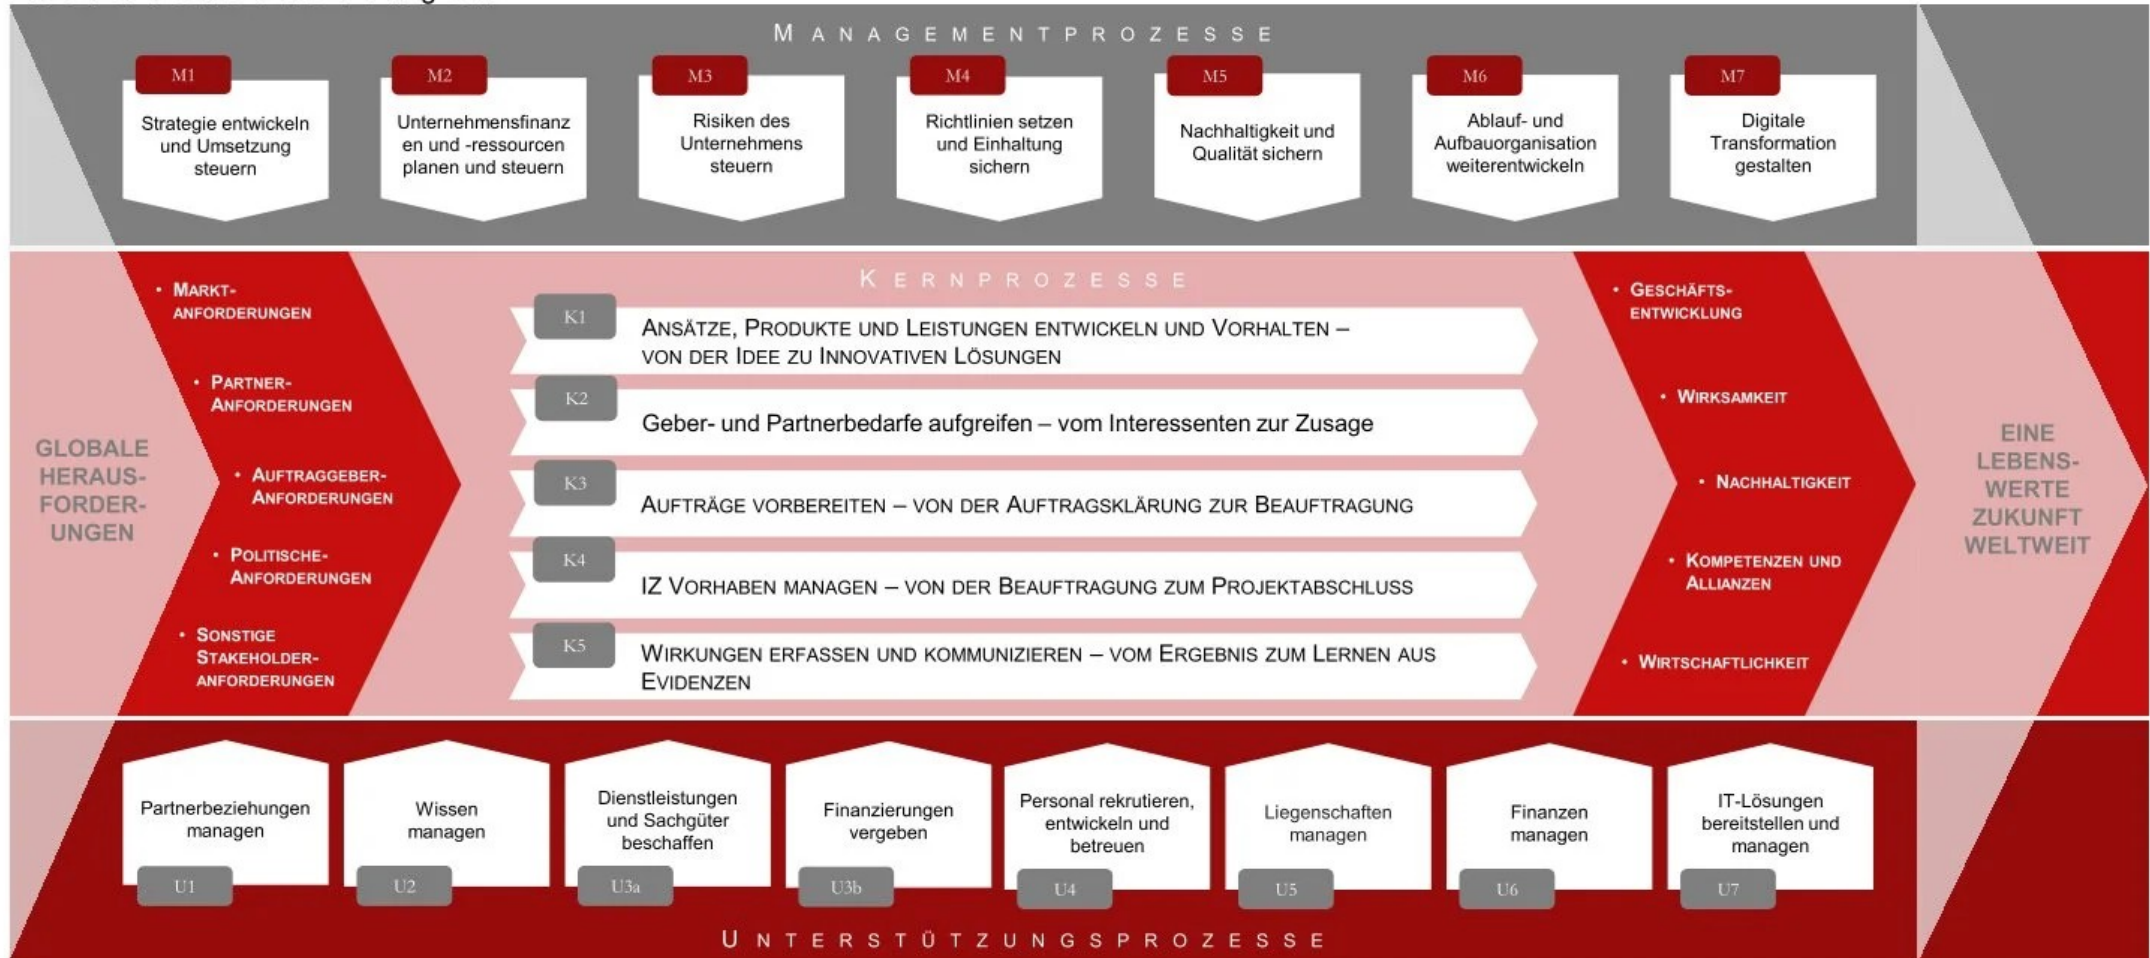 MANAGEMENTPROZESSE
M1
Strategie entwickeln
und Umsetzung
steuern
M2
Unternehmensfinanz
en und -ressourcen
planen und steuern
M3
Risiken des
Unternehmens
steuern
M4
Richtlinien setzen
und Einhaltung
sichern
M5
Nachhaltigkeit und
Qualität sichern
M6
Ablauf- und
Aufbauorganisation
weiterentwickeln
M7
Digitale
Transformation
gestalten
GLOBALE
HERAUS-
FORDER-
UNGEN
• MARKT-
ANFORDERUNGEN
• PARTNER-
ANFORDERUNGEN
• AUFTRAGGEBER-
ANFORDERUNGEN
• POLITISCHE-
ANFORDERUNGEN
• SONSTIGE
STAKEHOLDER-
ANFORDERUNGEN
KERNPROZESSE
K1
ANSÄTZE, PRODUKTE UND LEISTUNGEN ENTWICKELN UND VORHALTEN –
VON DER IDEE ZU INNOVATIVEN LÖSUNGEN
K2
Geber- und Partnerbedarfe aufgreifen – vom Interessenten zur Zusage
K3
AUFTRÄGE VORBEREITEN – VON DER AUFTRAGSKLÄRUNG ZUR BEAUFTRAGUNG
K4
IZ VORHABEN MANAGEN – VON DER BEAUFTRAGUNG ZUM PROJEKTABSCHLUSS
K5
WIRKUNGEN ERFASSEN UND KOMMUNIZIEREN – VOM ERGEBNIS ZUM LERNEN AUS
EVIDENZEN
• GESCHÄFTS-
ENTWICKLUNG
• WIRKSAMKEIT
• NACHHALTIGKEIT
• KOMPETENZEN UND
ALLIANZEN
• WIRTSCHAFTLICHKEIT
EINE
LEBENS-
WERTE
ZUKUNFT
WELTWEIT
Partnerbeziehungen
managen
U1
Wissen
managen
U2
Dienstleistungen
und Sachgüter
beschaffen
U3a
Finanzierungen
vergeben
U3b
Personal rekrutieren,
entwickeln und
betreuen
U4
Liegenschaften
managen
U5
Finanzen
managen
U6
IT-Lösungen
bereitstellen und
managen
U7
UNTERSTÜTZUNGSPROZESSE